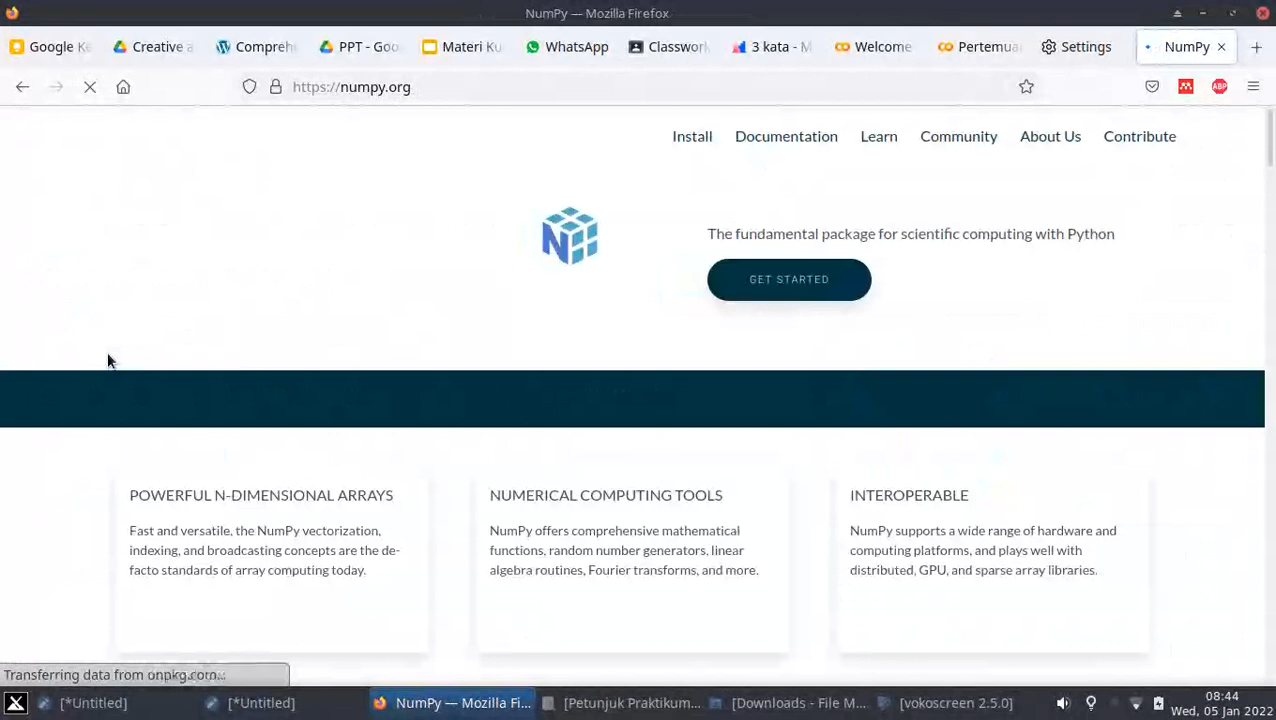 NumPy — Mozilla Firefox
Google Ke
Creative a
Comprehe
PPT - Goo
Materi Ku
WhatsApp
Classwork
3 kata - M
Welcome
Pertemua
Settings
NumPy
https://numpy.org
ABP
Install
Documentation
Learn
Community
About Us
Contribute
The fundamental package for scientific computing with Python
GET STARTED
POWERFUL N-DIMENSIONAL ARRAYS
Fast and versatile, the NumPy vectorization,
indexing, and broadcasting concepts are the de-
facto standards of array computing today.
NUMERICAL COMPUTING TOOLS
NumPy offers comprehensive mathematical
functions, random number generators, linear
algebra routines, Fourier transforms, and more.
INTEROPERABLE
NumPy supports a wide range of hardware and
computing platforms, and plays well with
distributed, GPU, and sparse array libraries.
Transferring data from unpkg.com…
[*Untitled]
[*Untitled]
NumPy — Mozilla Fi...
[Petunjuk Praktikum...
[Downloads - File M...
[vokoscreen 2.5.0]
08:44
Wed, 05 Jan 2022